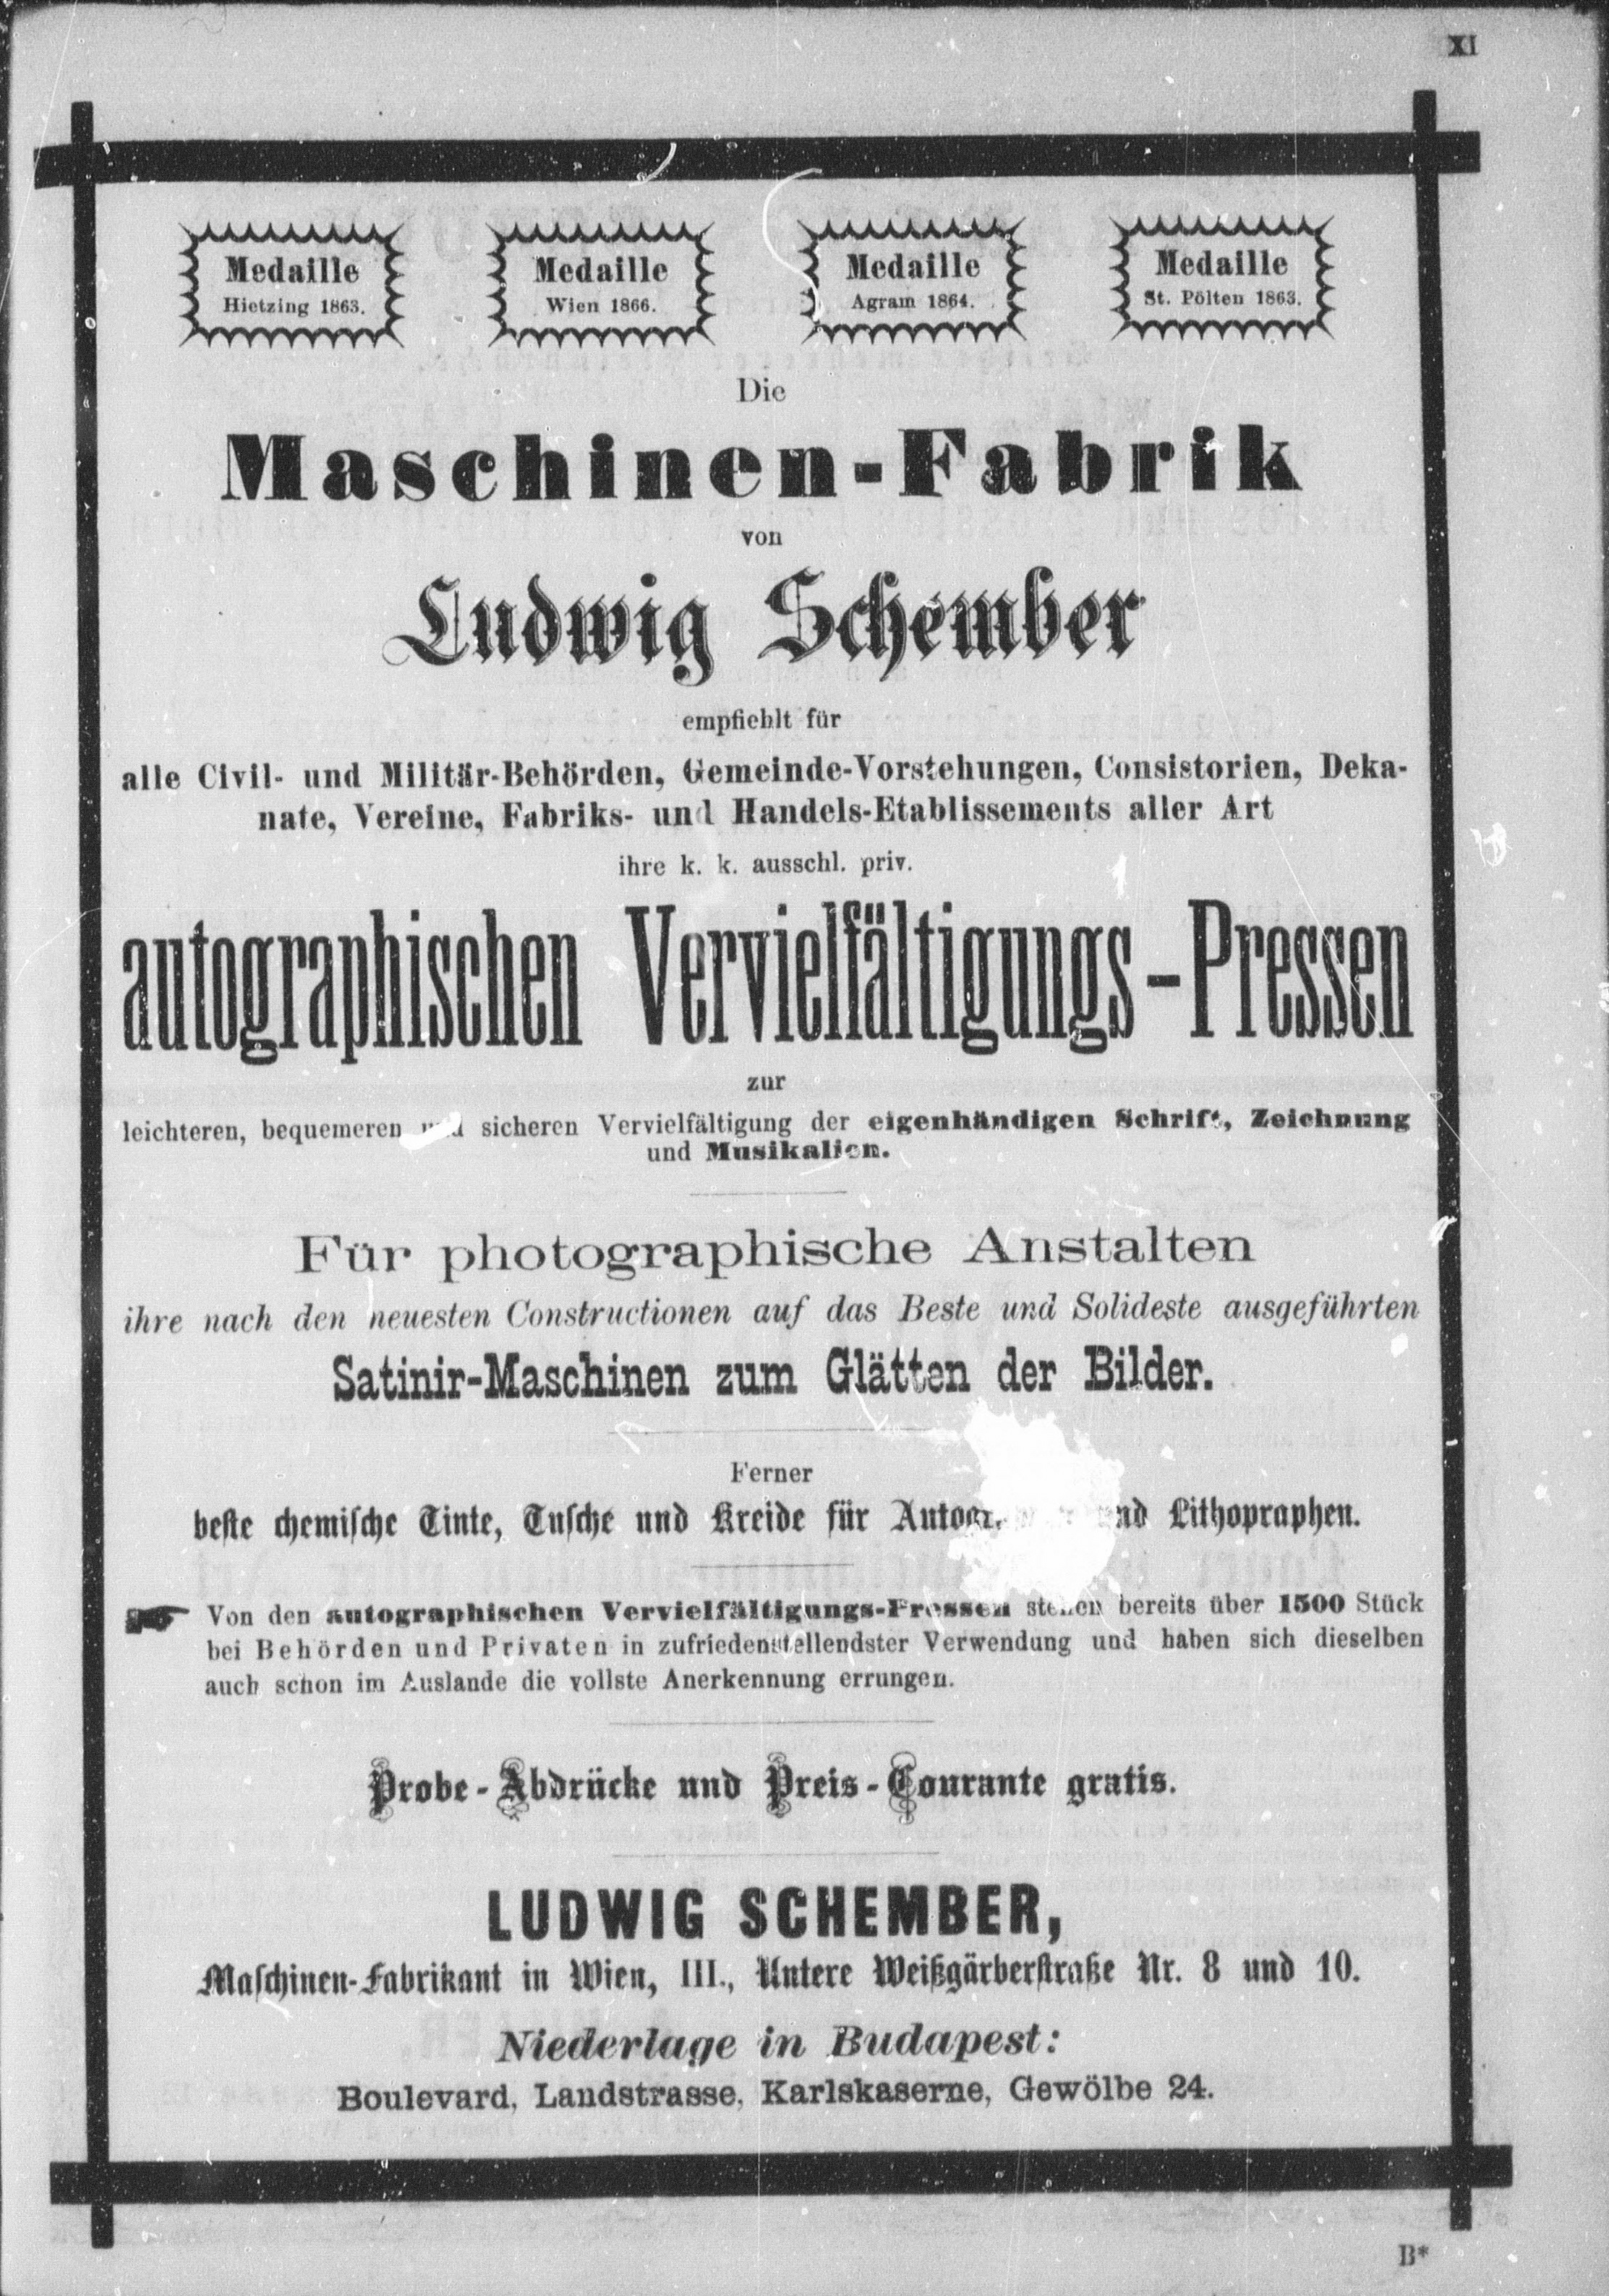 XI
Medaille
Hietzing 1863.
Medaille
Wien 1866.
Medaille
Agram 1864.
Medaille
St. Pölten 1863.
Die
Maschinen-Fabrik
von
Ludwig Schember
empfiehlt für
alle Civil- und Militär-Behörden, Gemeinde-Vorstehungen, Consistorien, Deka-
nate, Vereine, Fabriks- und Handels-Etablissements aller Art
ihre k. k. ausschl. priv.
autographischen Vervielfältigungs-Pressen
zur
leichteren, bequemeren und sicheren Vervielfältigung der eigenhändigen Schrift, Zeichnung
und Musikalien.
Für photographische Anstalten
ihre nach den neuesten Constructionen auf das Beste und Solideste ausgeführten
Satinir-Maschinen zum Glätten der Bilder.
Ferner
beſte chemiſche Tinte, Tuſche und Kreide für und Lithopraphen.
Von den autographischen Vervielfältigungs-Pressen stehen bereits über 1500 Stück
bei Behörden und Privaten in zufriedenstellendster Verwendung und haben sich dieselben
auch schon im Auslande die vollste Anerkennung errungen.
Probe-Abdrücke und Preis-Courante gratis.
LUDWIG SCHEMBER,
Maſchinen-Fabrikant in Wien, III., Untere Weißgärberſtraße Nr. 8 und 10.
Niederlage in Budapest:
Boulevard, Landstrasse, Karlskaserne, Gewölbe 24.
B*